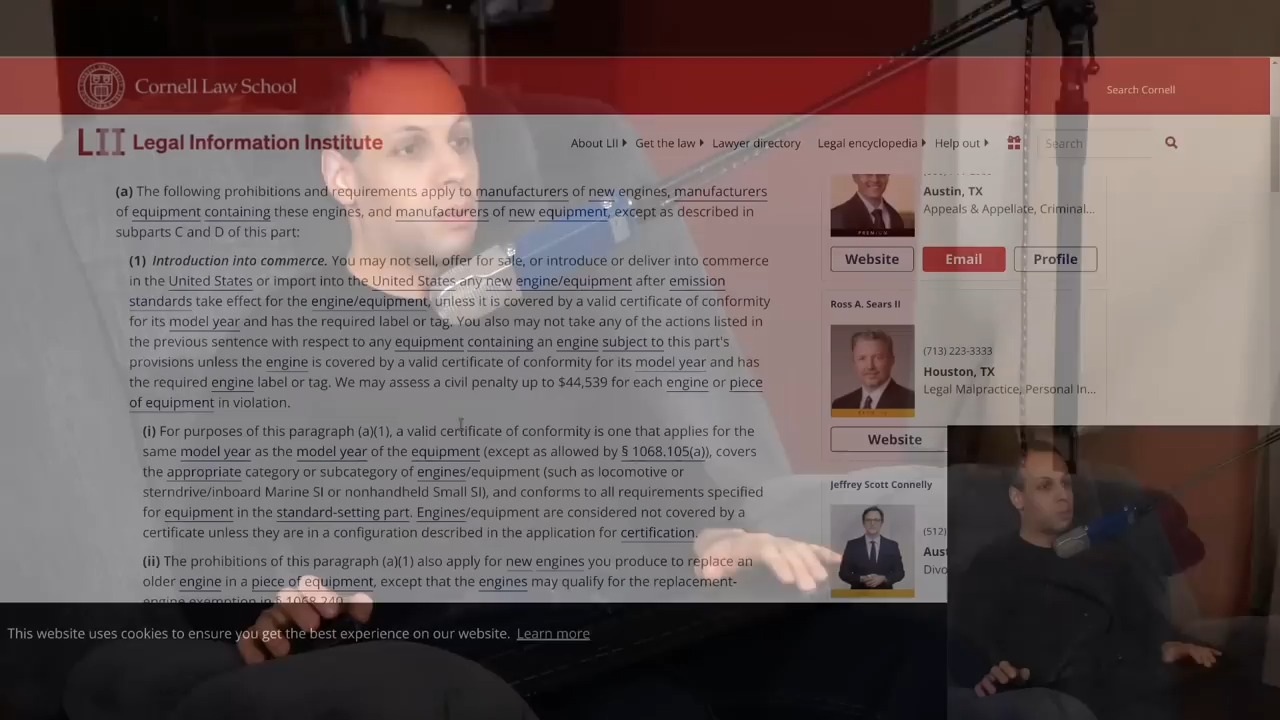 Cornell Law School
Search Cornell
LII Legal Information Institute
About LII
Get the law
Lawyer directory
Legal encyclopedia
Help out
Search
(a) The following prohibitions and requirements apply to manufacturers of new engines, manufacturers
of equipment containing these engines, and manufacturers of new equipment, except as described in
subparts C and D of this part:
(1) Introduction into commerce. You may not sell, offer for sale, or introduce or deliver into commerce
in the United States or import into the United States any new engine/equipment after emission
standards take effect for the engine/equipment, unless it is covered by a valid certificate of conformity
for its model year and has the required label or tag. You also may not take any of the actions listed in
the previous sentence with respect to any equipment containing an engine subject to this part's
provisions unless the engine is covered by a valid certificate of conformity for its model year and has
the required engine label or tag. We may assess a civil penalty up to $44,539 for each engine or piece
of equipment in violation.
(i) For purposes of this paragraph (a)(1), a valid certificate of conformity is one that applies for the
same model year as the model year of the equipment (except as allowed by § 1068.105(a)), covers
the appropriate category or subcategory of engines/equipment (such as locomotive or
sterndrive/inboard Marine SI or nonhandheld Small SI), and conforms to all requirements specified
for equipment in the standard-setting part. Engines/equipment are considered not covered by a
certificate unless they are in a configuration described in the application for certification.
(ii) The prohibitions of this paragraph (a)(1) also apply for new engines you produce to replace an
older engine in a piece of equipment, except that the engines may qualify for the replacement-
engine exemption in § 1068.240
Austin, TX
Appeals & Appellate, Criminal...
PREMIUM
Website
Email
Profile
Ross A. Sears II
(713) 223-3333
Houston, TX
Legal Malpractice, Personal In...
Website
Jeffrey Scott Connelly
(512)
Aust
Divo
This website uses cookies to ensure you get the best experience on our website. Learn more